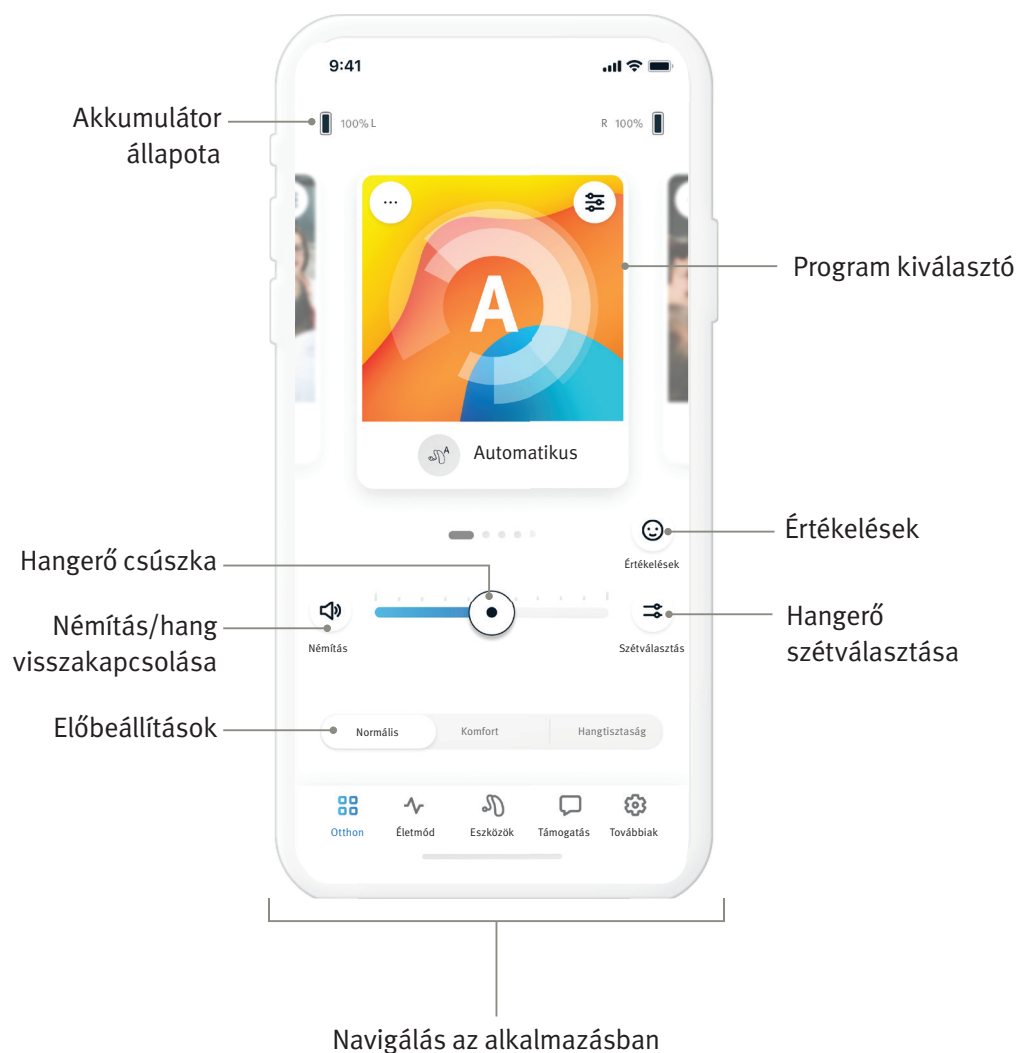 9:41
Akkumulátor
állapota
100% L
R 100%
...
A
Program kiválasztó
A
Automatikus
Értékelések
Értékelések
Hangerő csúszka
Némítás/hang
visszakapcsolása
Némítás
Szétválasztás
Hangerő
szétválasztása
Előbeállítások
Normális
Komfort
Hangtisztaság
Otthon
Életmód
Eszközök
Támogatás
Továbbiak
Navigálás az alkalmazásban